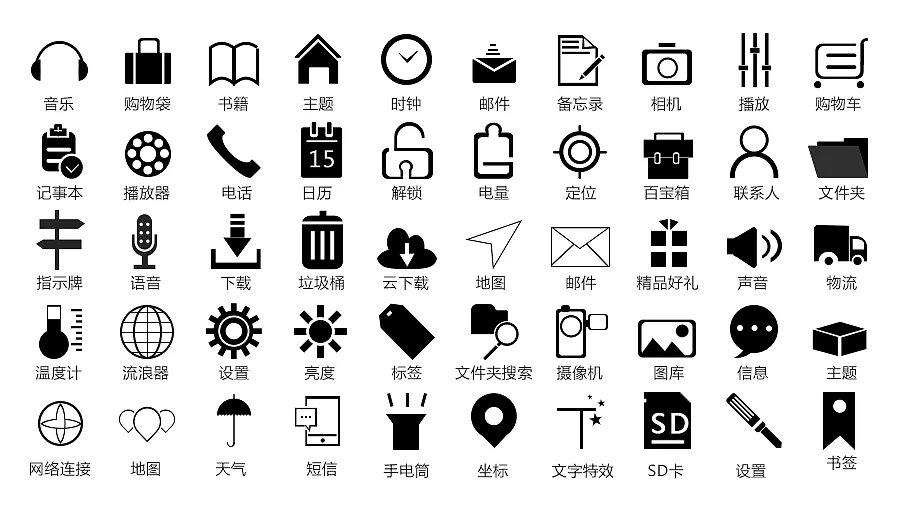 音乐 购物袋 书籍 主题 时钟 邮件 备忘录 相机 播放 购物车
15
记事本 播放器 电话 日历 解锁 电量 定位 百宝箱 联系人 文件夹
指示牌 语音 下载 垃圾桶 云下载 地图 邮件 精品好礼 声音 物流
温度计 流浪器 设置 亮度 标签 文件夹搜索 摄像机 图库 信息 主题
SD
网络连接 地图 天气 短信 手电筒 坐标 文字特效 SD卡 设置 书签